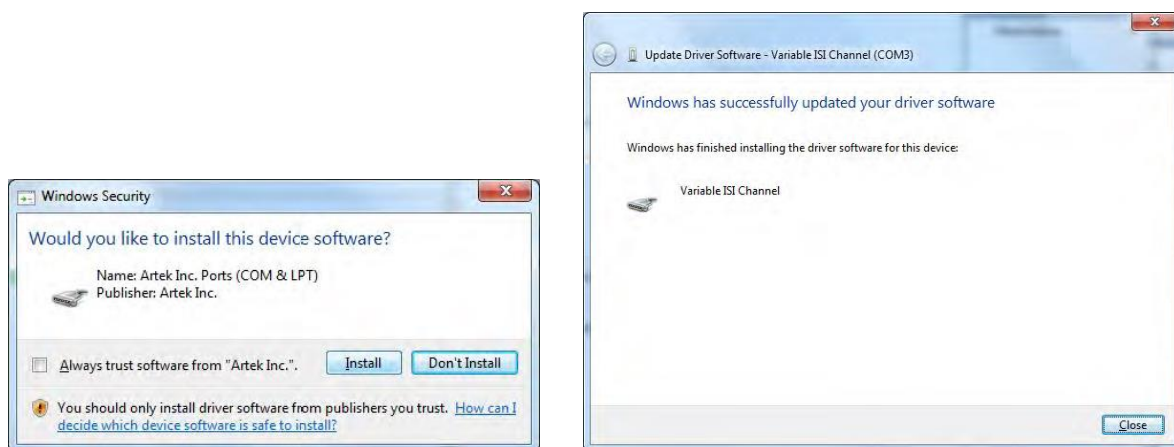 Windows Security
Would you like to install this device software?
Name: Artek Inc. Ports (COM & LPT)
Publisher: Artek Inc.
Always trust software from "Artek Inc.".
Install
Don't Install
You should only install driver software from publishers you trust. How can I
decide which device software is safe to install?
Update Driver Software - Variable ISI Channel (COM3)
Windows has successfully updated your driver software
Windows has finished installing the driver software for this device:
Variable ISI Channel
Close